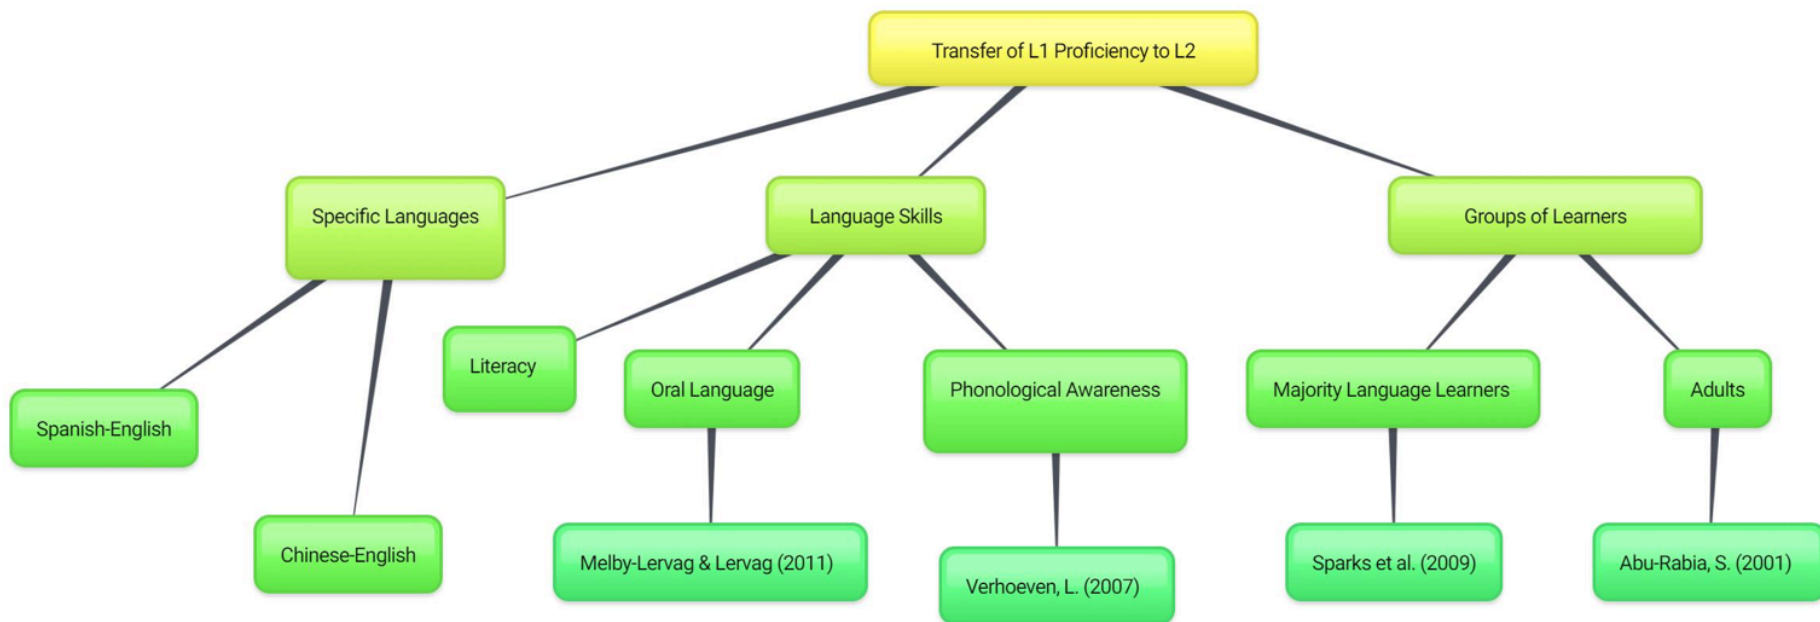 Transfer of L1 Proficiency to L2
Specific Languages
Language Skills
Groups of Learners
Literacy
Oral Language
Phonological Awareness
Majority Language Learners
Adults
Spanish-English
Chinese-English
Melby-Lervag & Lervag (2011)
Verhoeven, L. (2007)
Sparks et al. (2009)
Abu-Rabia, S. (2001)